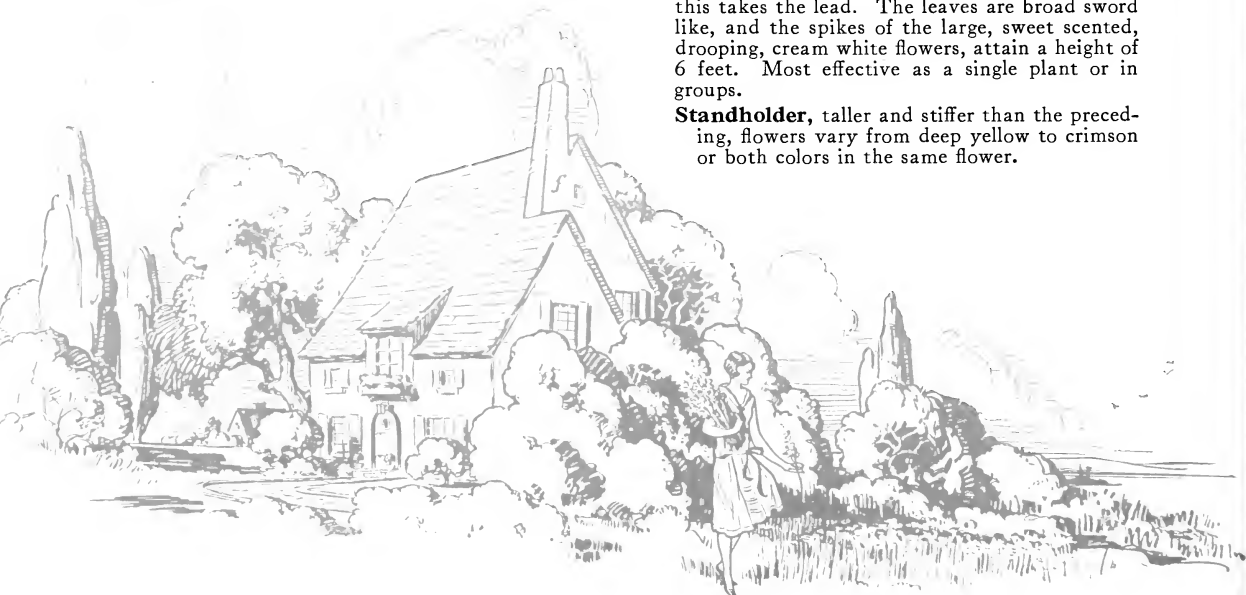 this takes the lead. The leaves are broad sword
like, and the spikes of the large, sweet scented,
drooping, cream white flowers, attain a height of
6 feet. Most effective as a single plant or in
groups.
Standholder, taller and stiffer than the preced-
ing, flowers vary from deep yellow to crimson
or both colors in the same flower.